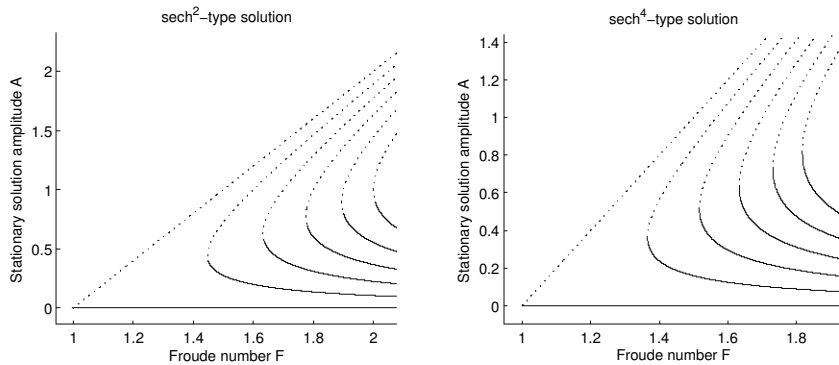 sech²−type solution
Stationary solution amplitude A
2
1.5
1
0.5
0
1 1.2 1.4 1.6 1.8 2
Froude number F
sech⁴−type solution
Stationary solution amplitude A
1.4
1.2
1
0.8
0.6
0.4
0.2
0
1 1.2 1.4 1.6 1.8
Froude number F